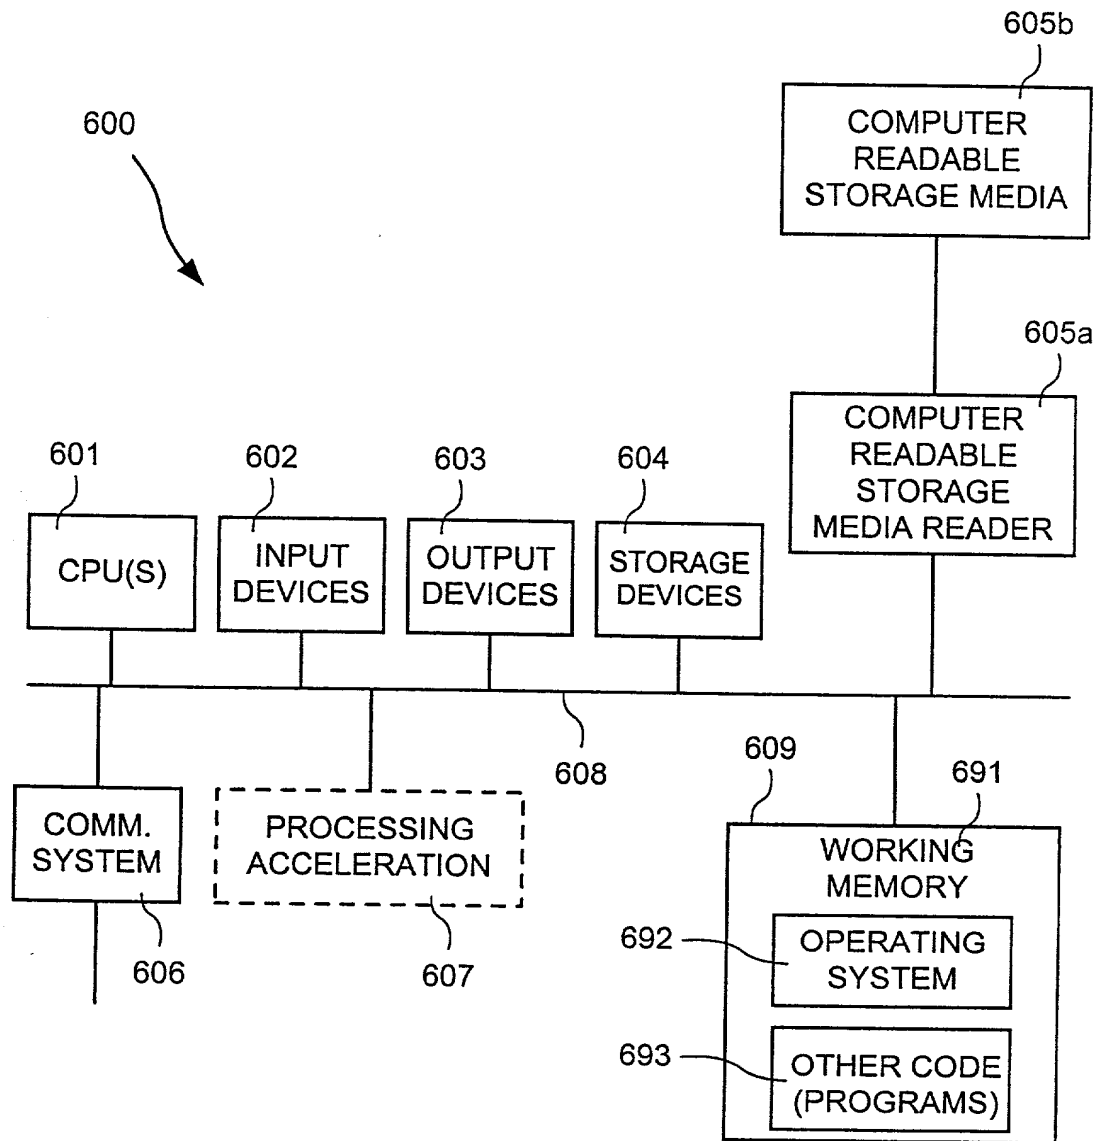 605b
600
COMPUTER
READABLE
STORAGE MEDIA
605a
COMPUTER
READABLE
STORAGE
MEDIA READER
601
602
603
604
CPU(S)
INPUT
DEVICES
OUTPUT
DEVICES
STORAGE
DEVICES
608
609
691
COMM.
SYSTEM
PROCESSING
ACCELERATION
WORKING
MEMORY
606
607
692
OPERATING
SYSTEM
693
OTHER CODE
(PROGRAMS)